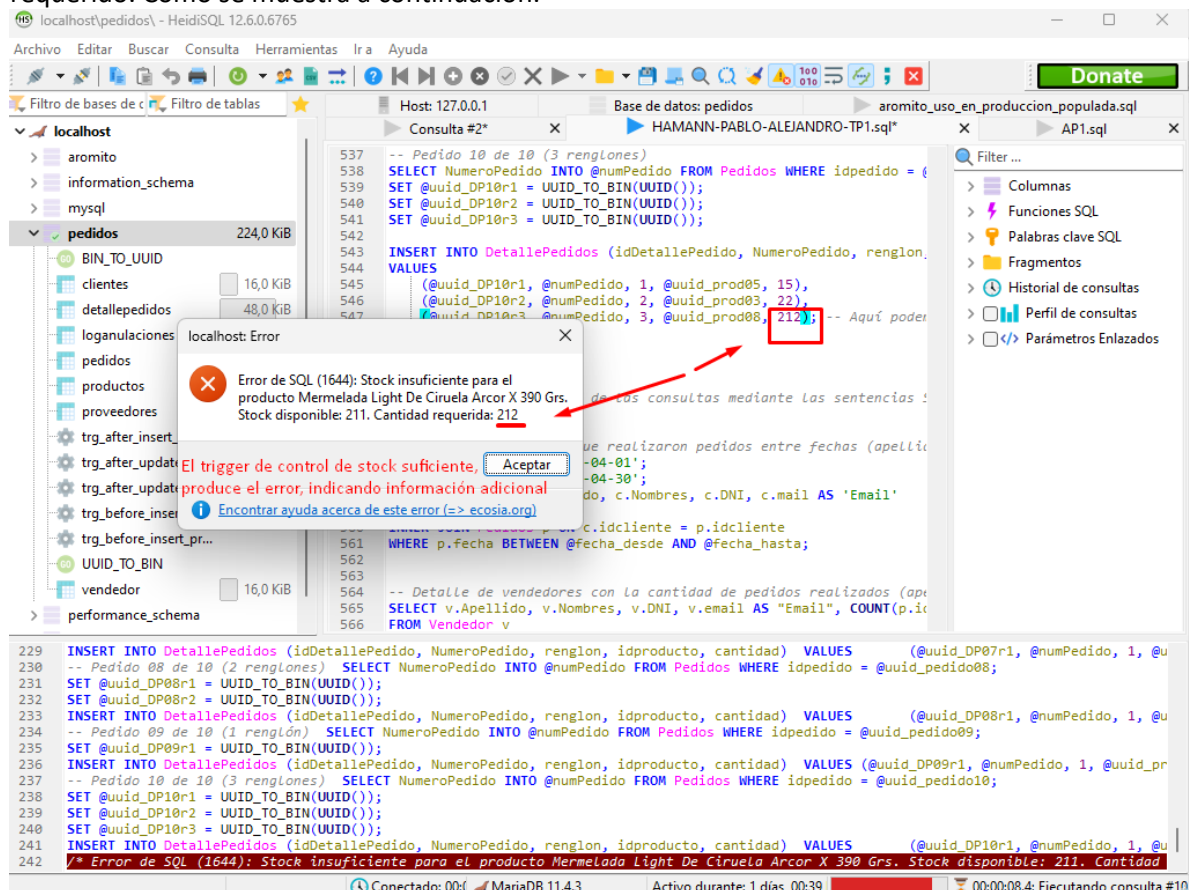 requerido. Como se muestra a continuación:
localhost\pedidos\ - HeidiSQL 12.6.0.6765
Archivo Editar Buscar Consulta Herramientas Ir a Ayuda
Donate
Filtro de bases de d Filtro de tablas
Host: 127.0.0.1 Base de datos: pedidos aromito_uso_en_produccion_populada.sql
Consulta #2* HAMANN-PABLO-ALEJANDRO-TP1.sql* AP1.sql
localhost
aromito
information_schema
mysql
pedidos 224,0 KiB
BIN_TO_UUID
clientes 16,0 KiB
detallepedidos 48,0 KiB
loganulaciones
pedidos
productos
proveedores
trg_after_insert_
trg_after_update
trg_after_update
trg_before_inser
trg_before_insert_pr...
UUID_TO_BIN
vendedor 16,0 KiB
performance_schema
537 -- Pedido 10 de 10 (3 renglones)
538 SELECT NumeroPedido INTO @numPedido FROM Pedidos WHERE idpedido = @
539 SET @uuid_DP10r1 = UUID_TO_BIN(UUID());
540 SET @uuid_DP10r2 = UUID_TO_BIN(UUID());
541 SET @uuid_DP10r3 = UUID_TO_BIN(UUID());
542
543 INSERT INTO DetallePedidos (idDetallePedido, NumeroPedido, renglon,
544 VALUES
545 (@uuid_DP10r1, @numPedido, 1, @uuid_prod05, 15),
546 (@uuid_DP10r2, @numPedido, 2, @uuid_prod03, 22),
547 (@uuid_DP10r3, @numPedido, 3, @uuid_prod08, 212); -- Aquí poden
de las consultas mediante las sentencias S
ue realizaron pedidos entre fechas (apellid
-04-01';
-04-30';
do, c.Nombres, c.DNI, c.mail AS 'Email'
560 INNER JOIN Pedidos p ON c.idcliente = p.idcliente
561 WHERE p.fecha BETWEEN @fecha_desde AND @fecha_hasta;
562
563
564 -- Detalle de vendedores con la cantidad de pedidos realizados (ape
565 SELECT v.Apellido, v.Nombres, v.DNI, v.email AS "Email", COUNT(p.id
566 FROM Vendedor v
Filter ...
Columnas
Funciones SQL
Palabras clave SQL
Fragmentos
Historial de consultas
Perfil de consultas
Parámetros Enlazados
localhost: Error
Error de SQL (1644): Stock insuficiente para el
producto Mermelada Light De Ciruela Arcor X 390 Grs.
Stock disponible: 211. Cantidad requerida: 212
El trigger de control de stock suficiente,
Aceptar
produce el error, indicando información adicional
Encontrar ayuda acerca de este error (=> ecosia.org)
229 INSERT INTO DetallePedidos (idDetallePedido, NumeroPedido, renglon, idproducto, cantidad) VALUES (@uuid_DP07r1, @numPedido, 1, @u
230 -- Pedido 08 de 10 (2 renglones) SELECT NumeroPedido INTO @numPedido FROM Pedidos WHERE idpedido = @uuid_pedido08;
231 SET @uuid_DP08r1 = UUID_TO_BIN(UUID());
232 SET @uuid_DP08r2 = UUID_TO_BIN(UUID());
233 INSERT INTO DetallePedidos (idDetallePedido, NumeroPedido, renglon, idproducto, cantidad) VALUES (@uuid_DP08r1, @numPedido, 1, @u
234 -- Pedido 09 de 10 (1 renglón) SELECT NumeroPedido INTO @numPedido FROM Pedidos WHERE idpedido = @uuid_pedido09;
235 SET @uuid_DP09r1 = UUID_TO_BIN(UUID());
236 INSERT INTO DetallePedidos (idDetallePedido, NumeroPedido, renglon, idproducto, cantidad) VALUES (@uuid_DP09r1, @numPedido, 1, @uuid_pr
237 -- Pedido 10 de 10 (3 renglones) SELECT NumeroPedido INTO @numPedido FROM Pedidos WHERE idpedido = @uuid_pedido10;
238 SET @uuid_DP10r1 = UUID_TO_BIN(UUID());
239 SET @uuid_DP10r2 = UUID_TO_BIN(UUID());
240 SET @uuid_DP10r3 = UUID_TO_BIN(UUID());
241 INSERT INTO DetallePedidos (idDetallePedido, NumeroPedido, renglon, idproducto, cantidad) VALUES (@uuid_DP10r1, @numPedido, 1, @u
242 /* Error de SQL (1644): Stock insuficiente para el producto Mermelada Light De Ciruela Arcor X 390 Grs. Stock disponible: 211. Cantidad
Conectado: 00:0 MariaDB 11.4.3 Activo durante: 1 días, 00:39 00:00:08.4: Ejecutando consulta #10